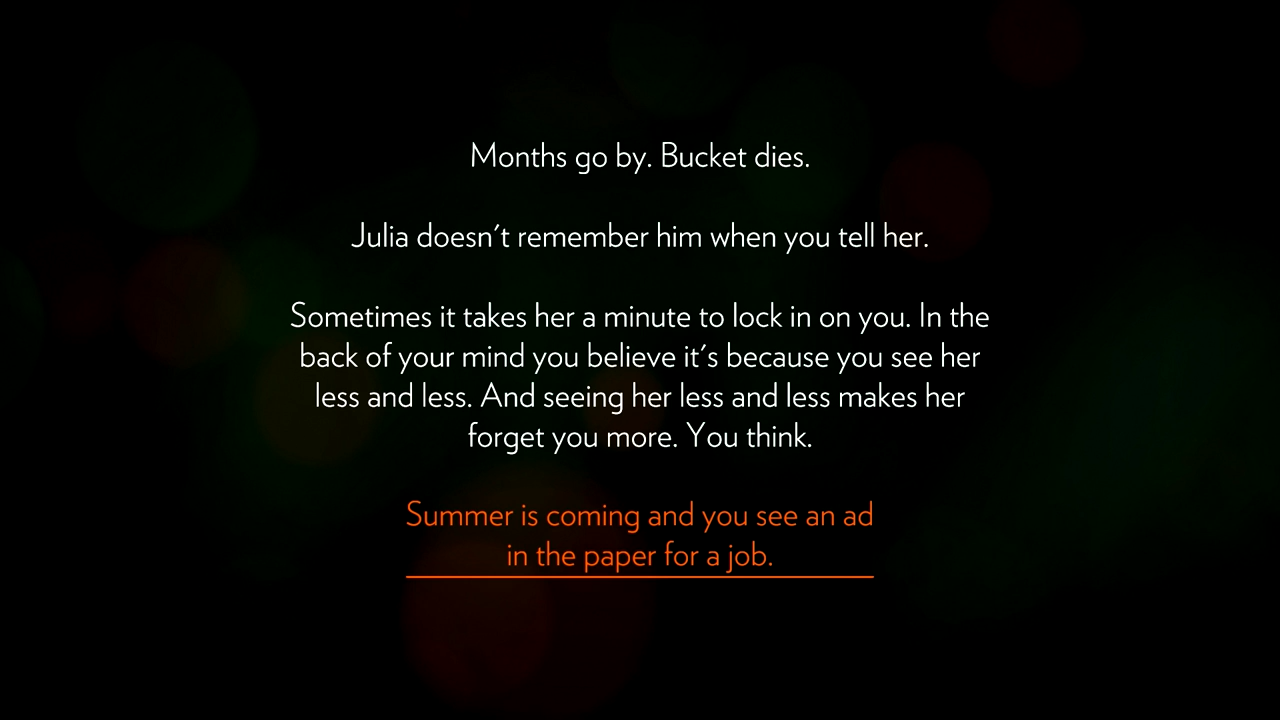 Months go by. Bucket dies.
Julia doesn't remember him when you tell her.
Sometimes it takes her a minute to lock in on you. In the
back of your mind you believe it's because you see her
less and less. And seeing her less and less makes her
forget you more. You think.
Summer is coming and you see an ad
in the paper for a job.